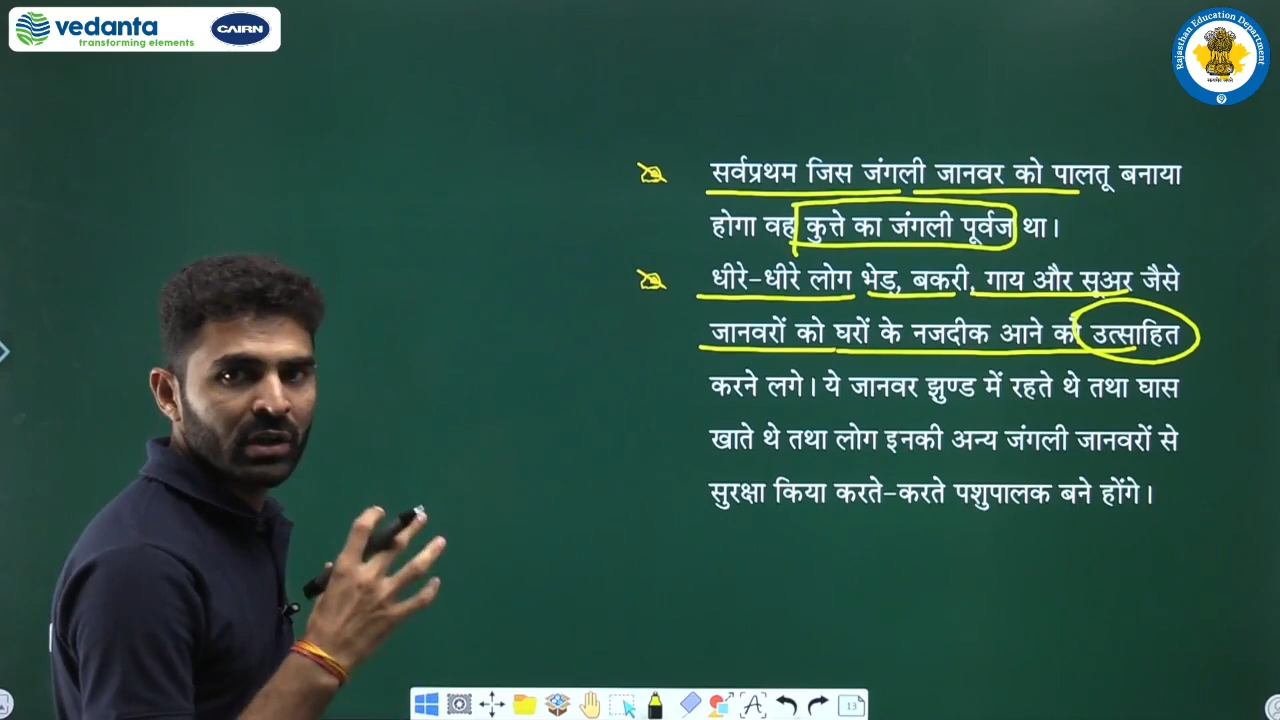 vedanta
transforming elements
CAIRN
Rajasthan Education Department
सर्वप्रथम जिस जंगली जानवर को पालतू बनाया
होगा वह कुत्ते का जंगली पूर्वज था।
धीरे-धीरे लोग भेड़, बकरी, गाय और सूअर जैसे
जानवरों को घरों के नजदीक आने को उत्साहित
करने लगे। ये जानवर झुण्ड में रहते थे तथा घास
खाते थे तथा लोग इनकी अन्य जंगली जानवरों से
सुरक्षा किया करते-करते पशुपालक बने होंगे।
13